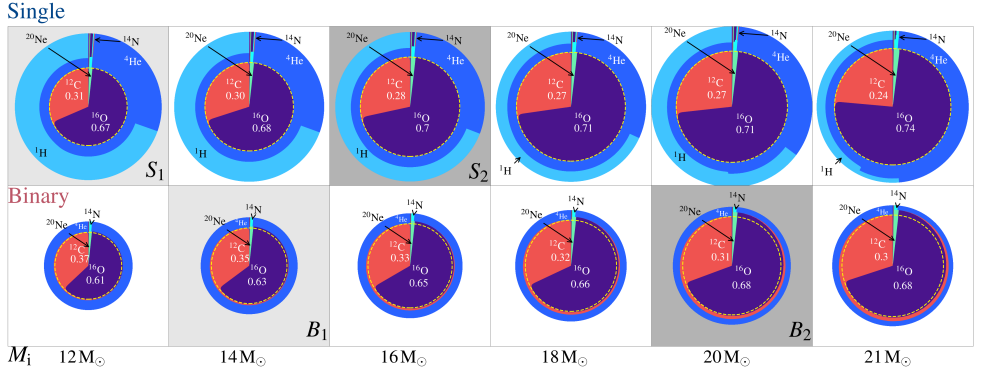 Single
²⁰Ne ¹⁴N ⁴He ¹²C 0.31 ¹⁶O 0.67 ¹H S₁
²⁰Ne ¹⁴N ⁴He ¹²C 0.30 ¹⁶O 0.68 ¹H
²⁰Ne ¹⁴N ⁴He ¹²C 0.28 ¹⁶O 0.7 ¹H S₂
²⁰Ne ¹⁴N ⁴He ¹²C 0.27 ¹⁶O 0.71 ¹H
²⁰Ne ¹⁴N ⁴He ¹²C 0.27 ¹⁶O 0.71 ¹H
²⁰Ne ¹⁴N ⁴He ¹²C 0.24 ¹⁶O 0.74 ¹H
Binary
²⁰Ne ¹⁴N ⁴He ¹²C 0.37 ¹⁶O 0.61
²⁰Ne ¹⁴N ⁴He ¹²C 0.35 ¹⁶O 0.63 B₁
²⁰Ne ¹⁴N ⁴He ¹²C 0.33 ¹⁶O 0.65
²⁰Ne ¹⁴N ⁴He ¹²C 0.32 ¹⁶O 0.66
²⁰Ne ¹⁴N ⁴He ¹²C 0.31 ¹⁶O 0.68 B₂
²⁰Ne ¹⁴N ⁴He ¹²C 0.3 ¹⁶O 0.68
Mᵢ 12 M☉ 14 M☉ 16 M☉ 18 M☉ 20 M☉ 21 M☉